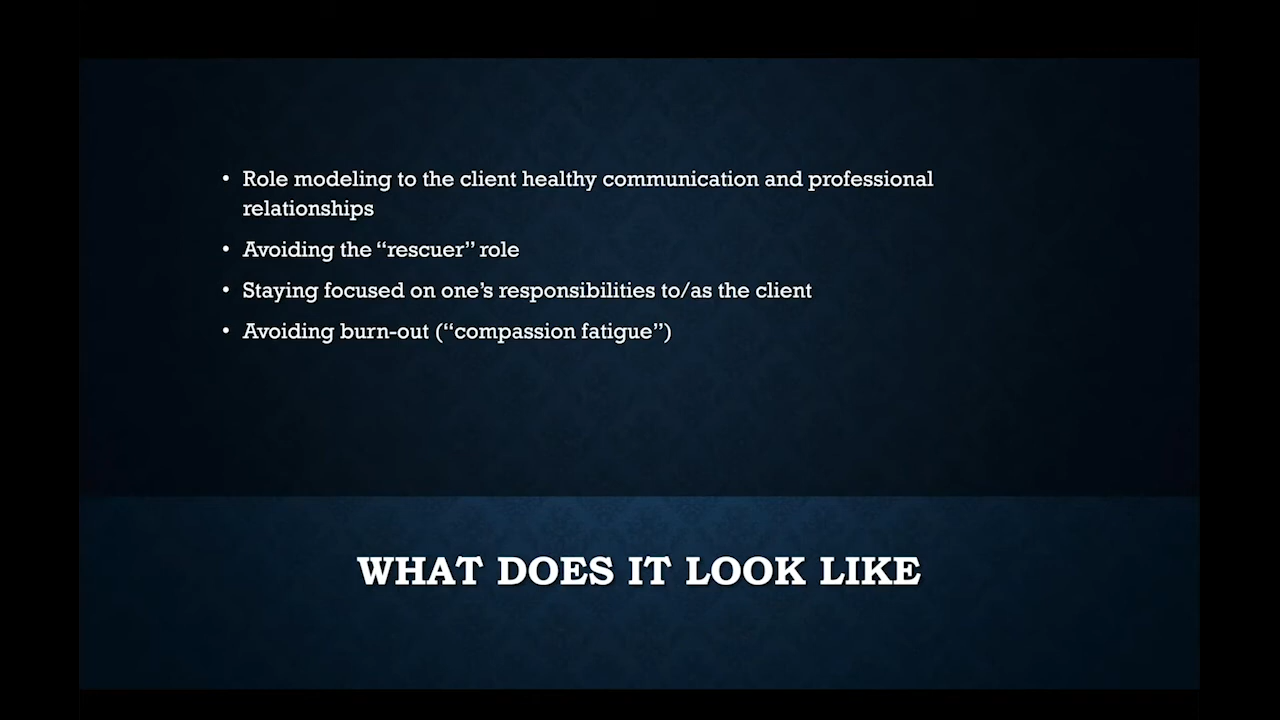 • Role modeling to the client healthy communication and professional
relationships
• Avoiding the “rescuer” role
• Staying focused on one’s responsibilities to/as the client
• Avoiding burn-out (“compassion fatigue”)
WHAT DOES IT LOOK LIKE